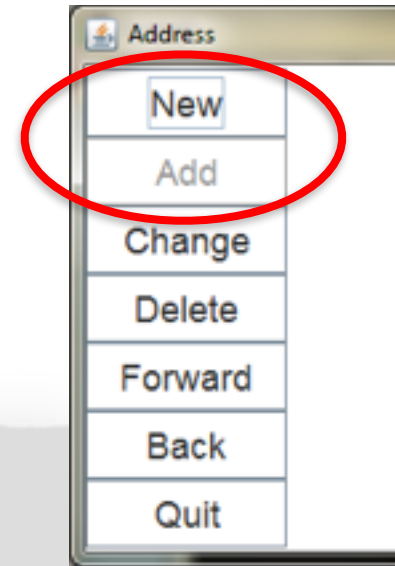 Address
New
Add
Change
Delete
Forward
Back
Quit